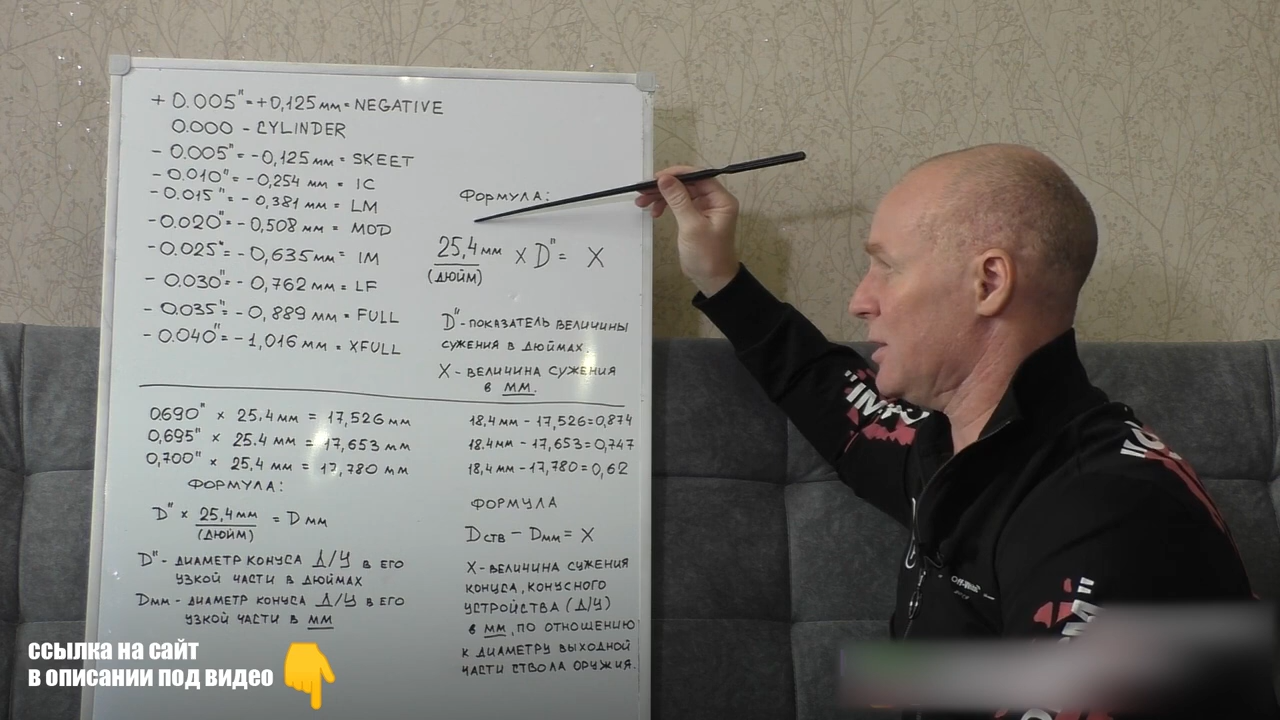 + 0.005" = +0,125 мм = NEGATIVE
0.000 - CYLINDER
- 0.005" = -0,125 мм = SKEET
- 0.010" = -0,254 мм = IC
- 0.015" = -0,381 мм = LM
- 0.020" = -0,508 мм = MOD
- 0.025" = -0,635 мм = IM
- 0.030" = -0,762 мм = LF
- 0.035" = -0,889 мм = FULL
- 0.040" = -1,016 мм = XFULL
Формула:
25,4 мм × D" = X
(дюйм)
D" - показатель величины
сужения в дюймах.
X - величина сужения
в мм.
0690" × 25.4 мм = 17,526 мм
0,695" × 25.4 мм = 17,653 мм
0,700" × 25,4 мм = 17,780 мм
Формула:
D" × 25,4 мм = D мм
(дюйм)
D" - диаметр конуса Д/У в его
узкой части в дюймах
Dмм - диаметр конуса Д/У в его
узкой части в мм
18.4 мм - 17,526=0,874
18.4мм - 17,653=0,747
18,4 мм - 17,780=0,62
Формула
Dств - Dмм = X
X - величина сужения
конуса, конусного
устройства (Д/У)
в мм, по отношению
к диаметру выходной
части ствола оружия.
ссылка на сайт
в описании под видео